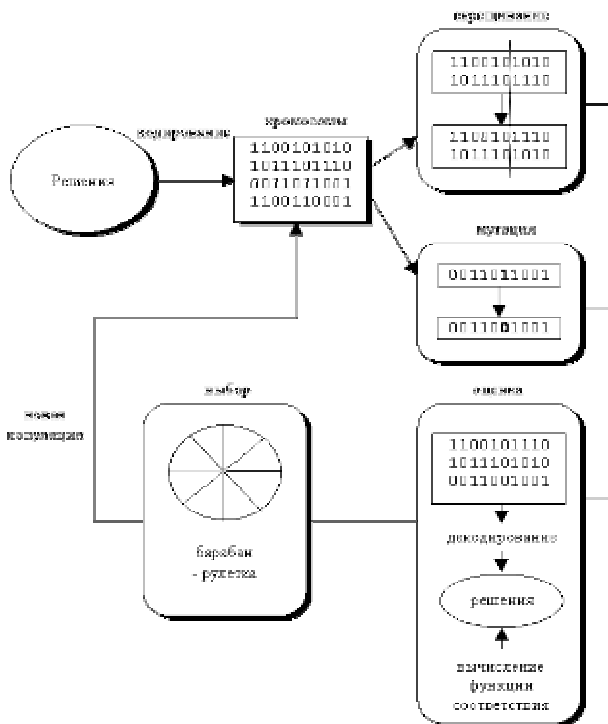 скрещивание
1100101010
1011101110
1100101110
1011101010
кодирование
хромосомы
1100101010
1011101110
0011011001
1100110001
Решения
мутация
0011011001
0011001001
новая
популяция
выбор
барабан
- рулетка
оценка
1100101110
1011101010
0011001001
декодирование
решения
вычисление
функции
соответствия